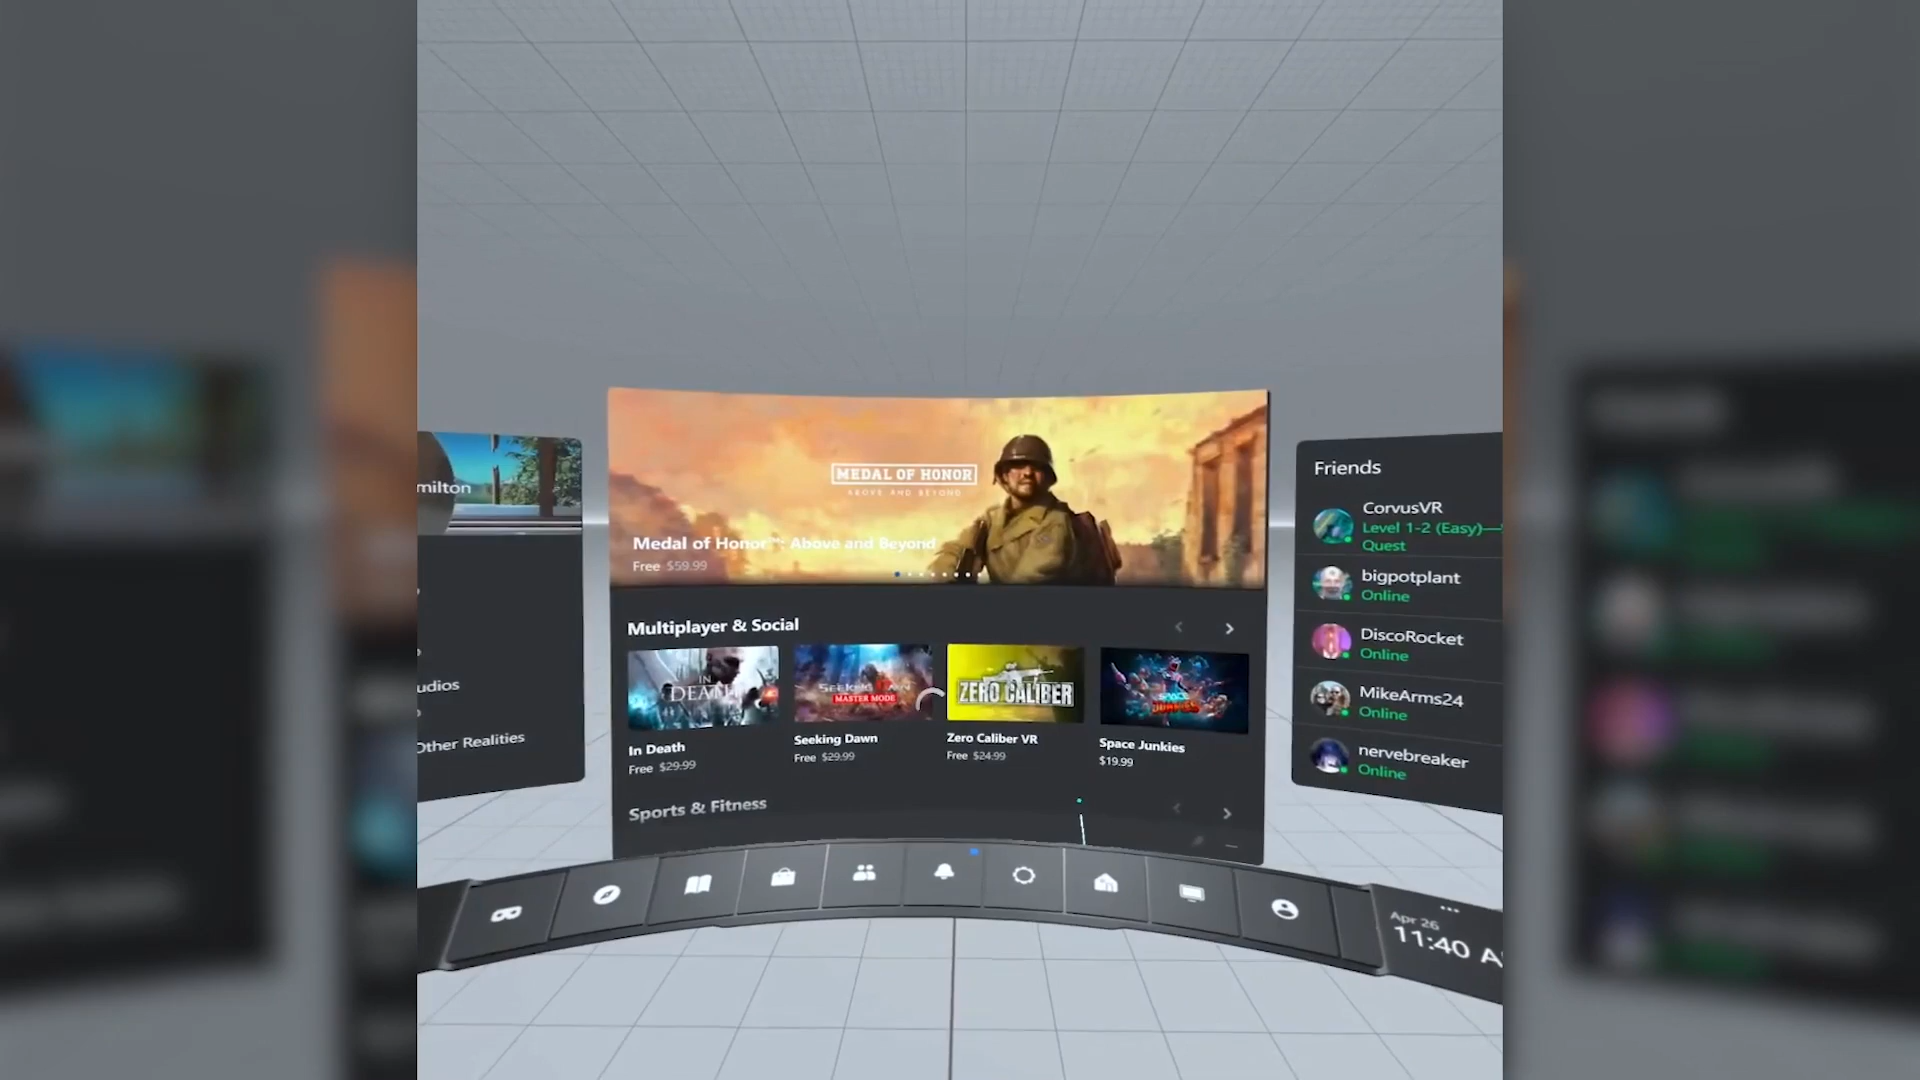 milton
udios
Other Realities
MEDAL OF HONOR
ABOVE AND BEYOND
Medal of Honor™: Above and Beyond
Free $59.99
Multiplayer & Social
IN DEATH
SEEKING DAWN
MASTER MODE
ZERO CALIBER
SPACE JUNKIES
In Death
Free $29.99
Seeking Dawn
Free $29.99
Zero Caliber VR
Free $24.99
Space Junkies
$19.99
Sports & Fitness
Friends
CorvusVR
Level 1-2 (Easy)—
Quest
bigpotplant
Online
DiscoRocket
Online
MikeArms24
Online
nervebreaker
Online
Apr 26
11:40 A